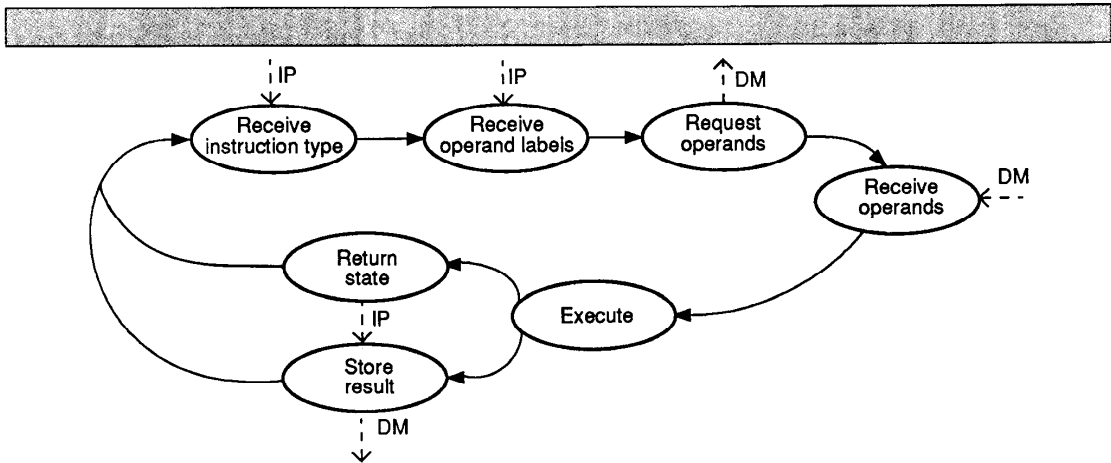 IP
IP
DM
Receive
instruction type
Receive
operand labels
Request
operands
DM
Receive
operands
Return
state
Execute
IP
Store
result
DM